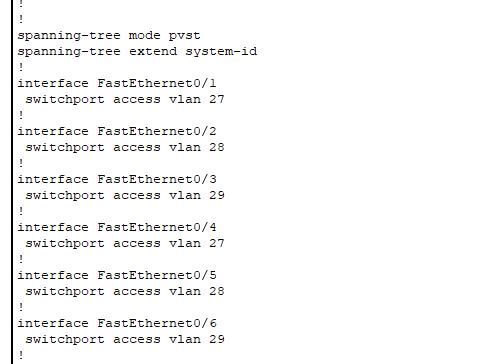 !
!
spanning-tree mode pvst
spanning-tree extend system-id
!
interface FastEthernet0/1
 switchport access vlan 27
!
interface FastEthernet0/2
 switchport access vlan 28
!
interface FastEthernet0/3
 switchport access vlan 29
!
interface FastEthernet0/4
 switchport access vlan 27
!
interface FastEthernet0/5
 switchport access vlan 28
!
interface FastEthernet0/6
 switchport access vlan 29
!